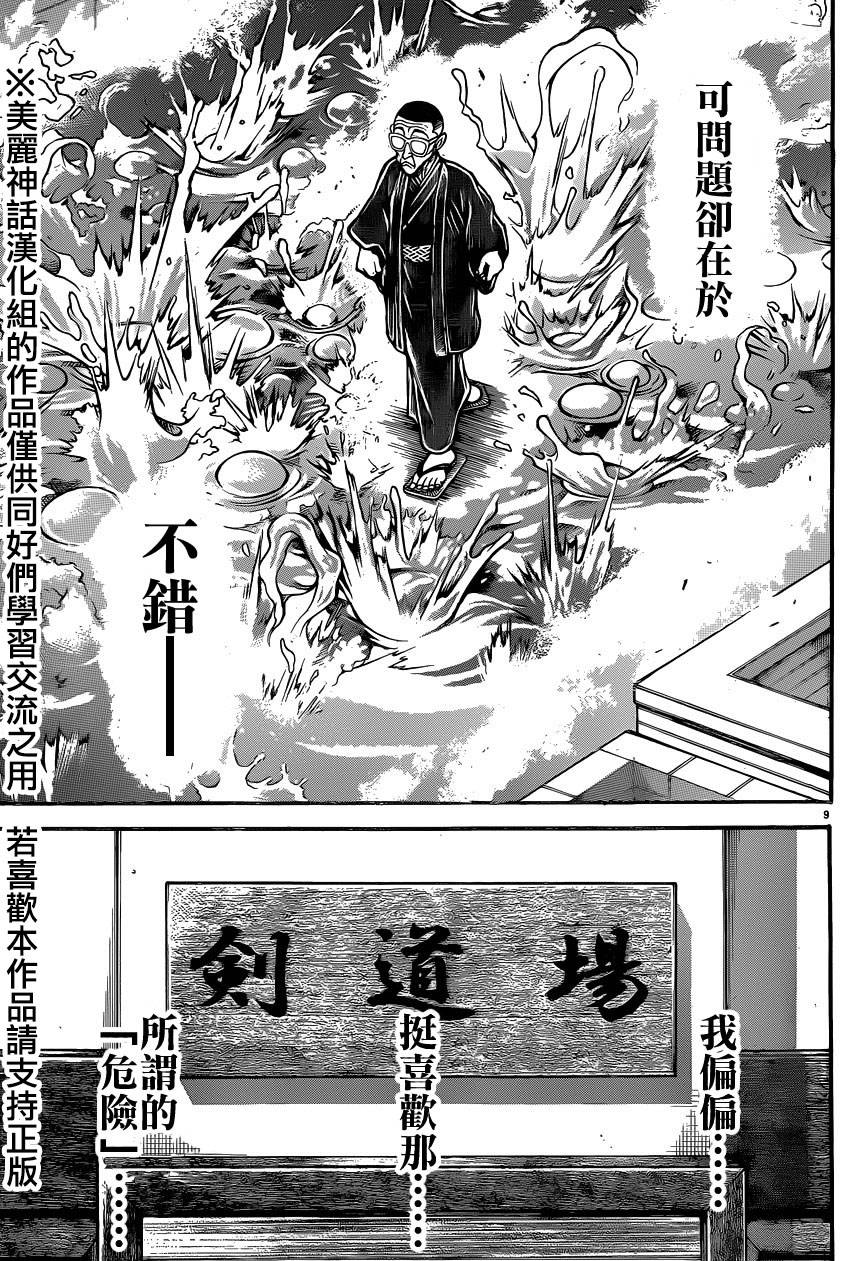 可問題卻在於
不錯——
9
剣道場
我偏偏……
挺喜歡那……
所謂的
『危險』……
※美麗神話漢化組的作品僅供同好們學習交流之用
若喜歡本作品請支持正版